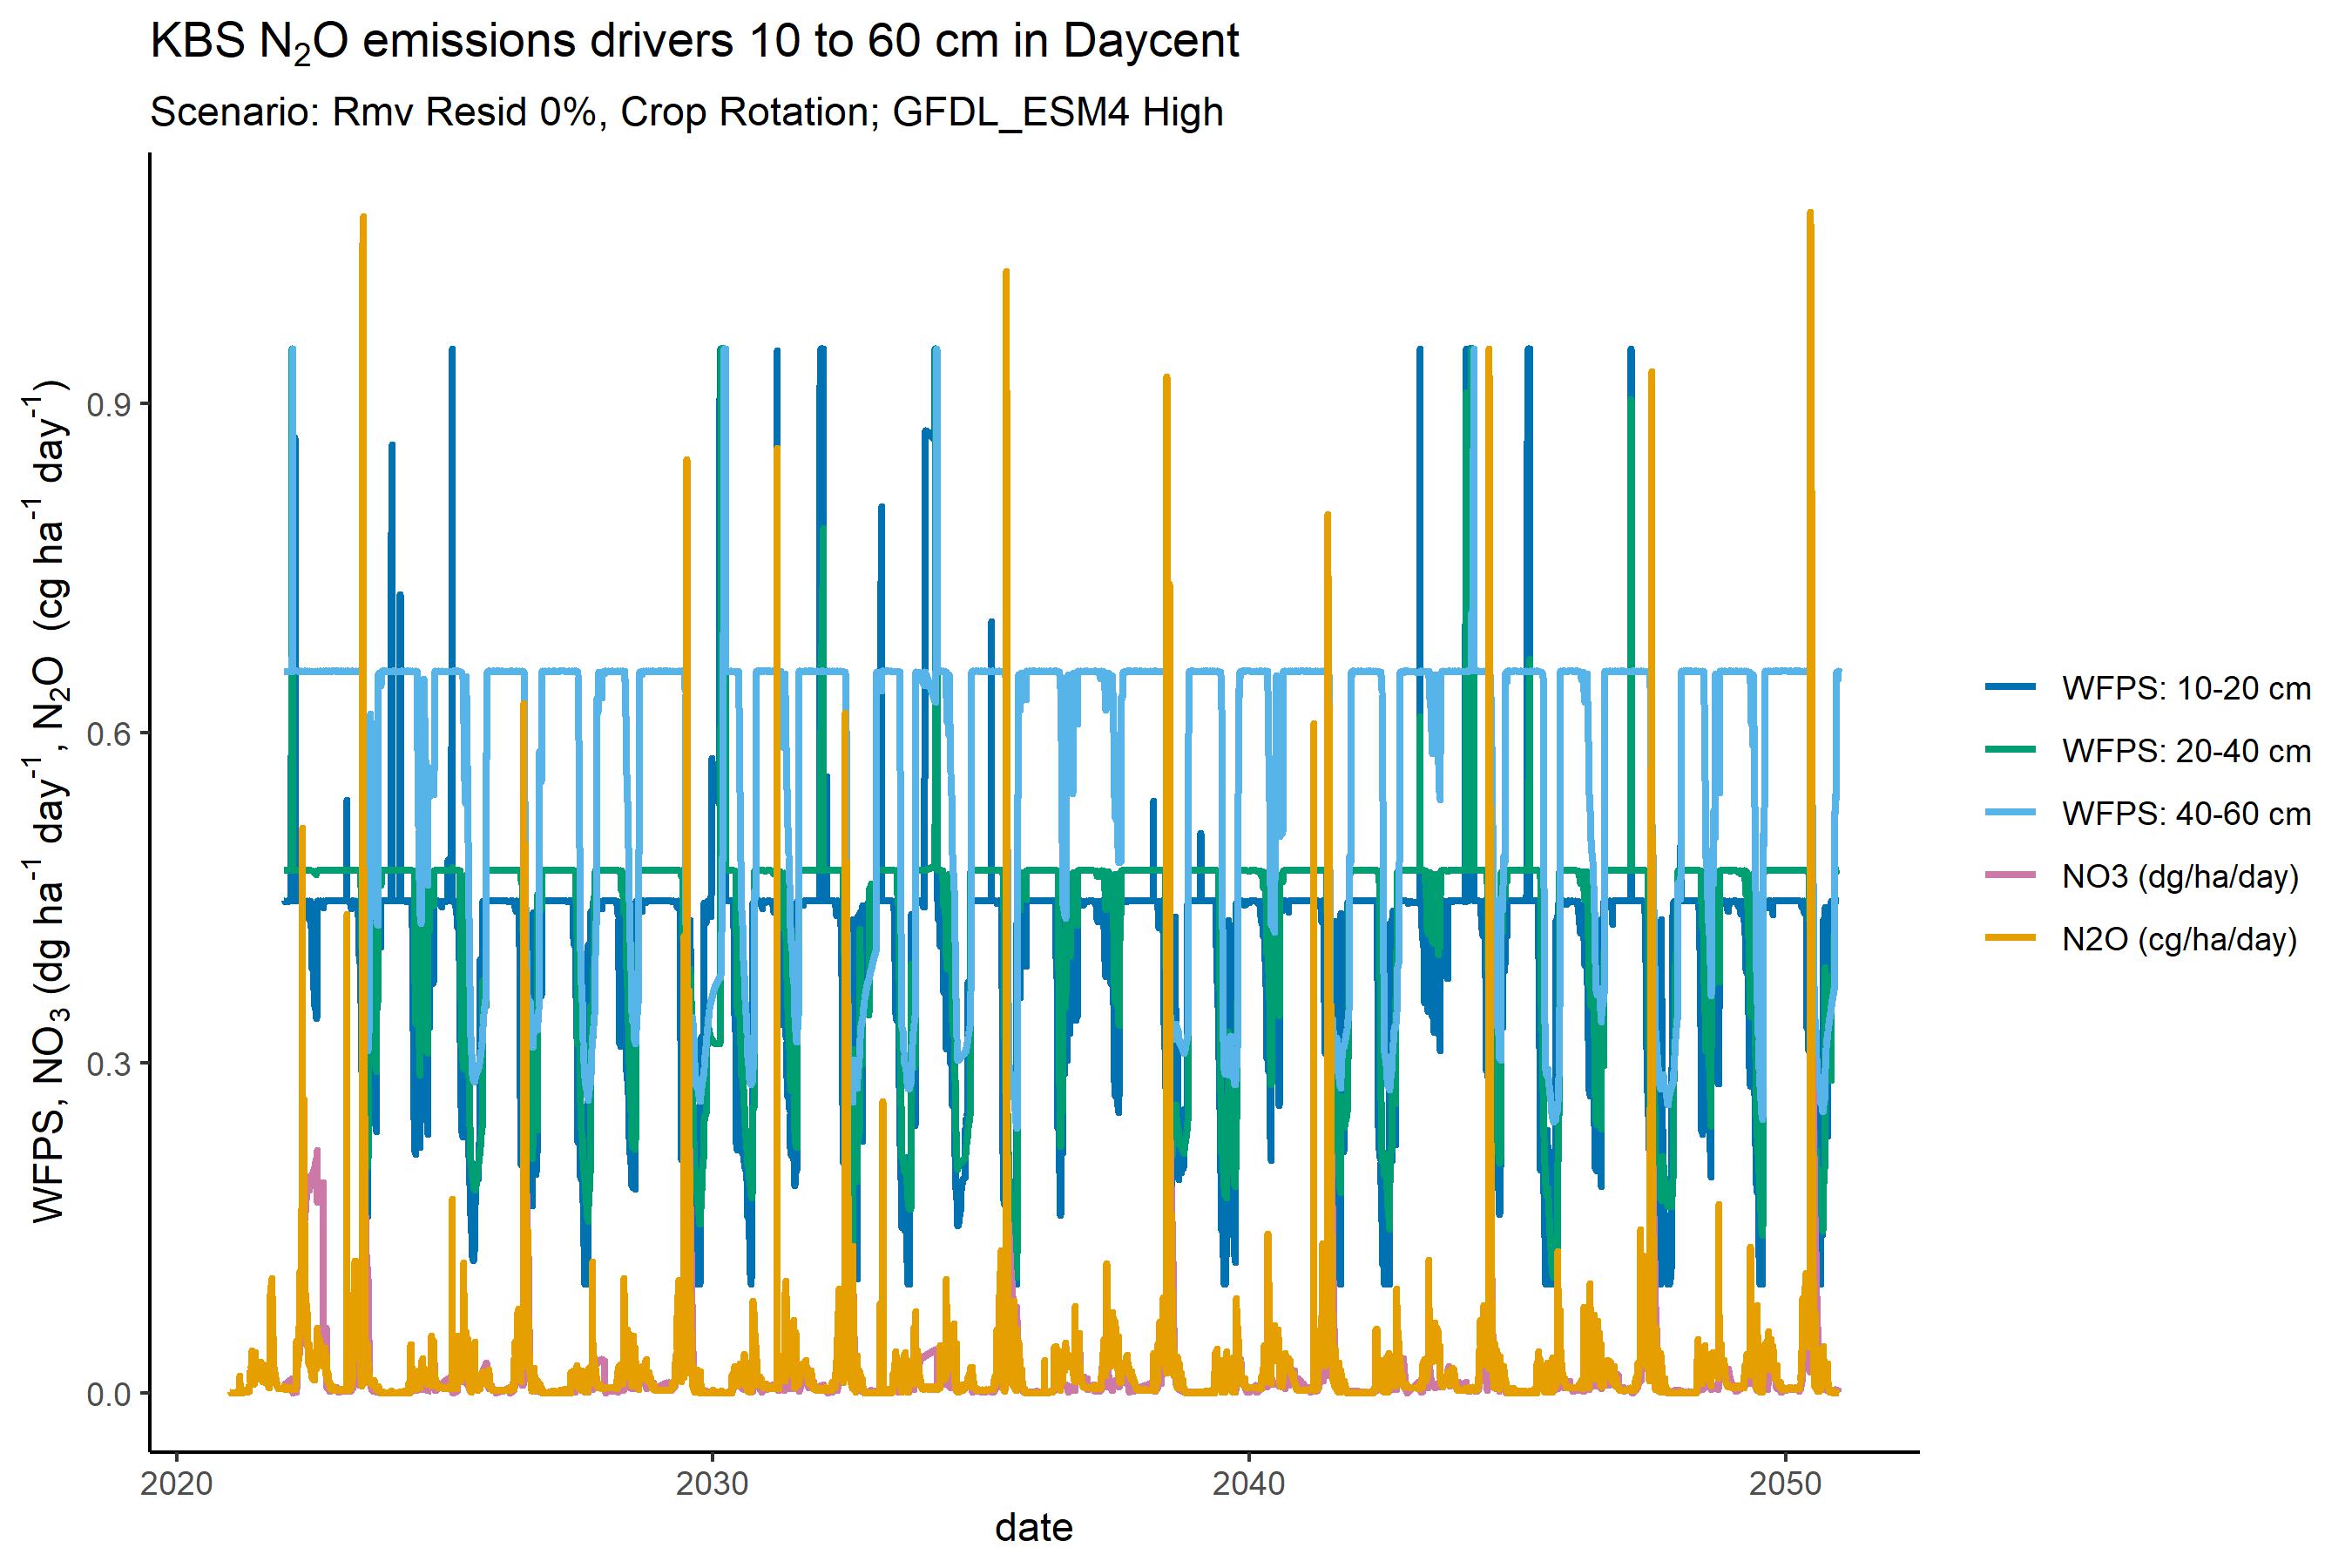 KBS N₂O emissions drivers 10 to 60 cm in Daycent
Scenario: Rmv Resid 0%, Crop Rotation; GFDL_ESM4 High
WFPS, NO₃ (dg ha⁻¹ day⁻¹, N₂O  (cg ha⁻¹ day⁻¹)
0.9
0.6
0.3
0.0
2020
2030
2040
2050
date
WFPS: 10-20 cm
WFPS: 20-40 cm
WFPS: 40-60 cm
NO3 (dg/ha/day)
N2O (cg/ha/day)